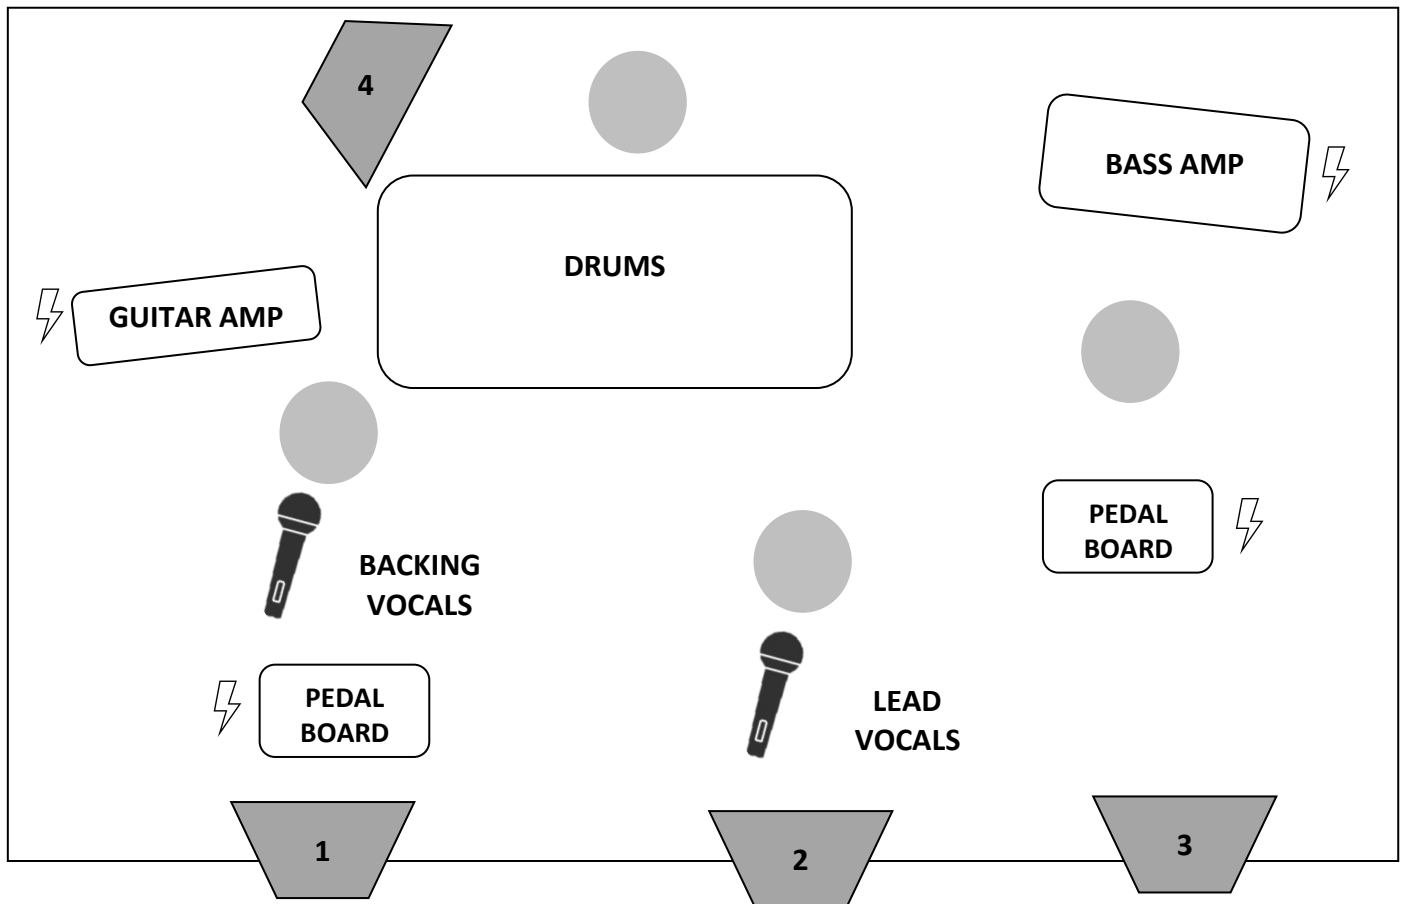 4
BASS AMP
DRUMS
GUITAR AMP
PEDAL
BOARD
BACKING
VOCALS
PEDAL
BOARD
LEAD
VOCALS
1
2
3